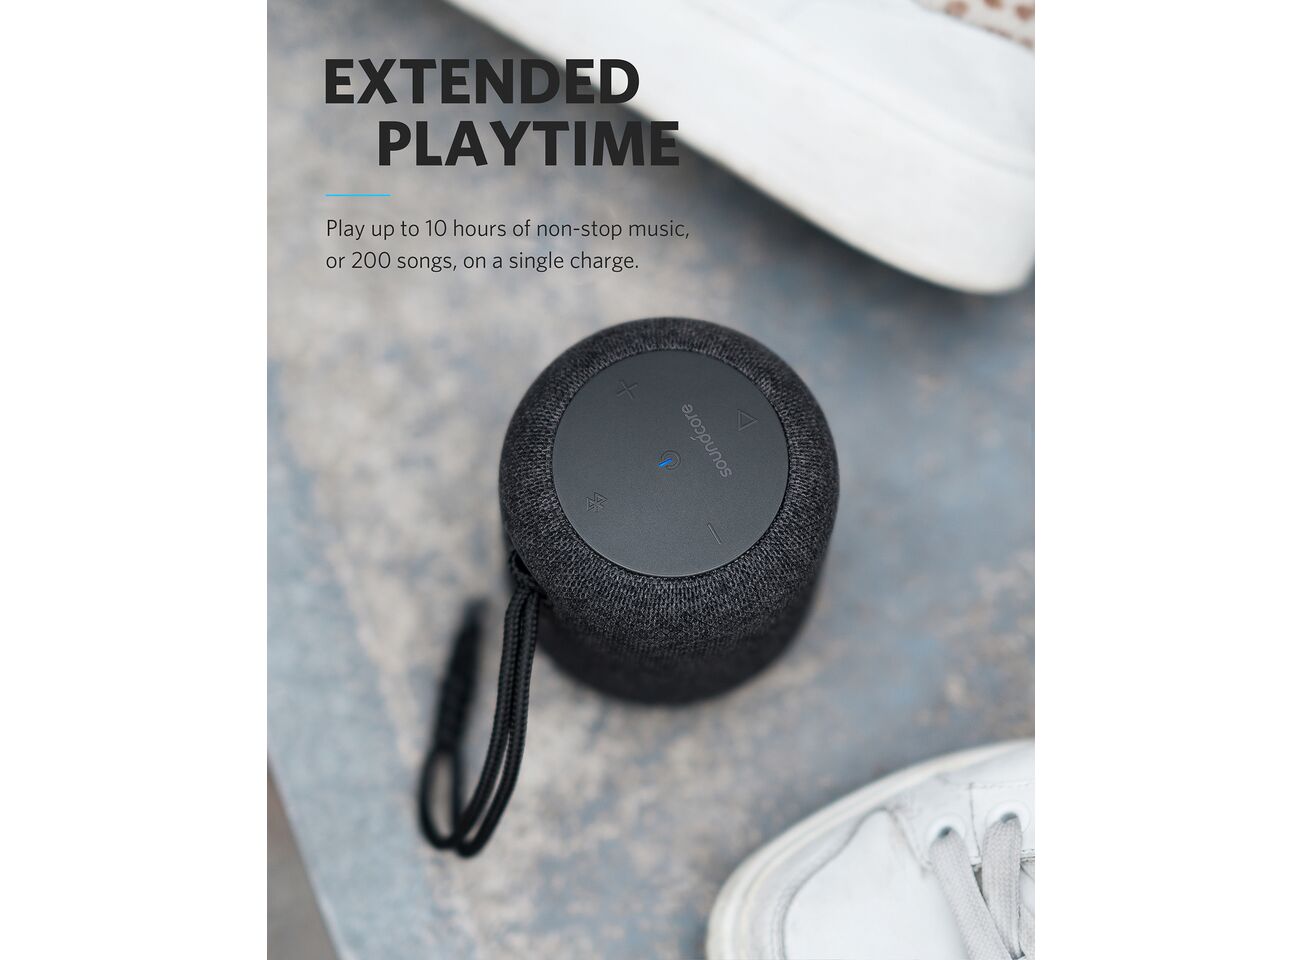 EXTENDED
PLAYTIME
Play up to 10 hours of non-stop music,
or 200 songs, on a single charge.
soundcore